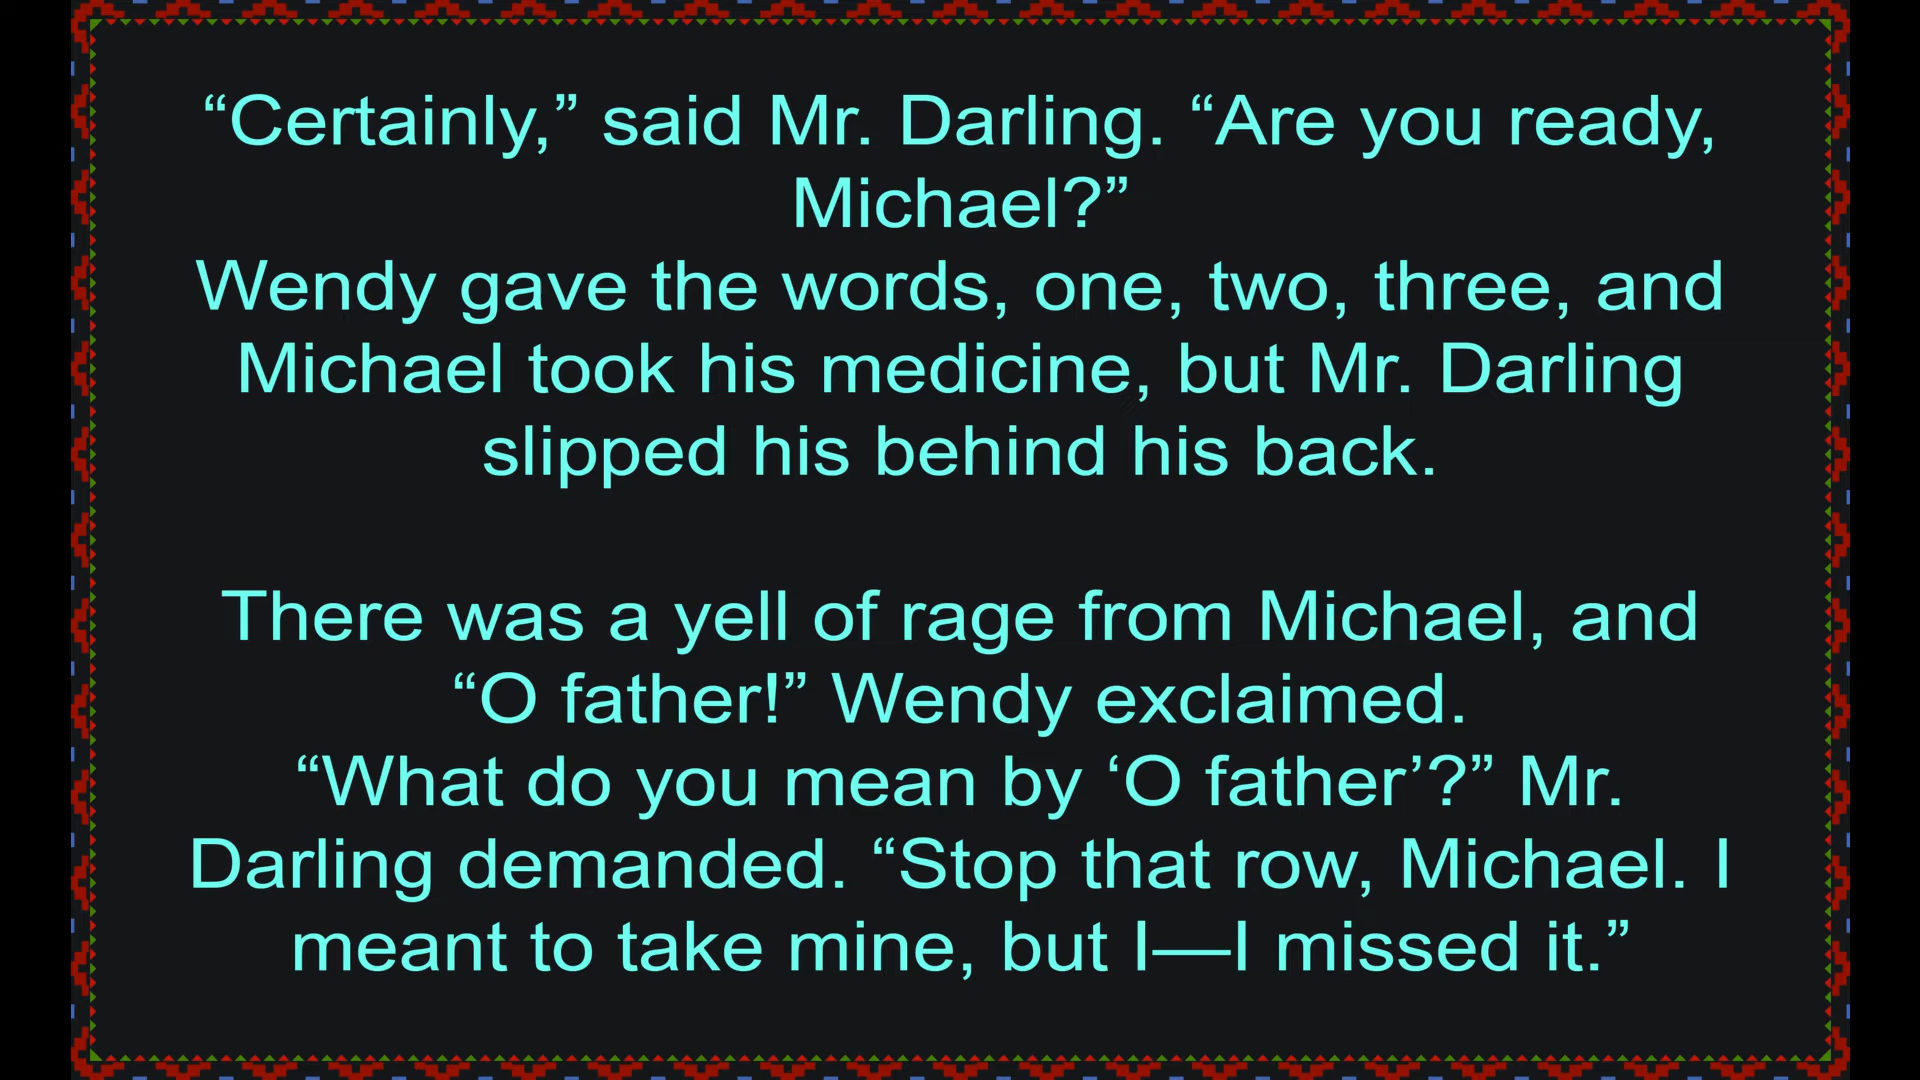 “Certainly,” said Mr. Darling. “Are you ready,
Michael?”
Wendy gave the words, one, two, three, and
Michael took his medicine, but Mr. Darling
slipped his behind his back.
There was a yell of rage from Michael, and
“O father!” Wendy exclaimed.
“What do you mean by ‘O father’?” Mr.
Darling demanded. “Stop that row, Michael. I
meant to take mine, but I—I missed it.”